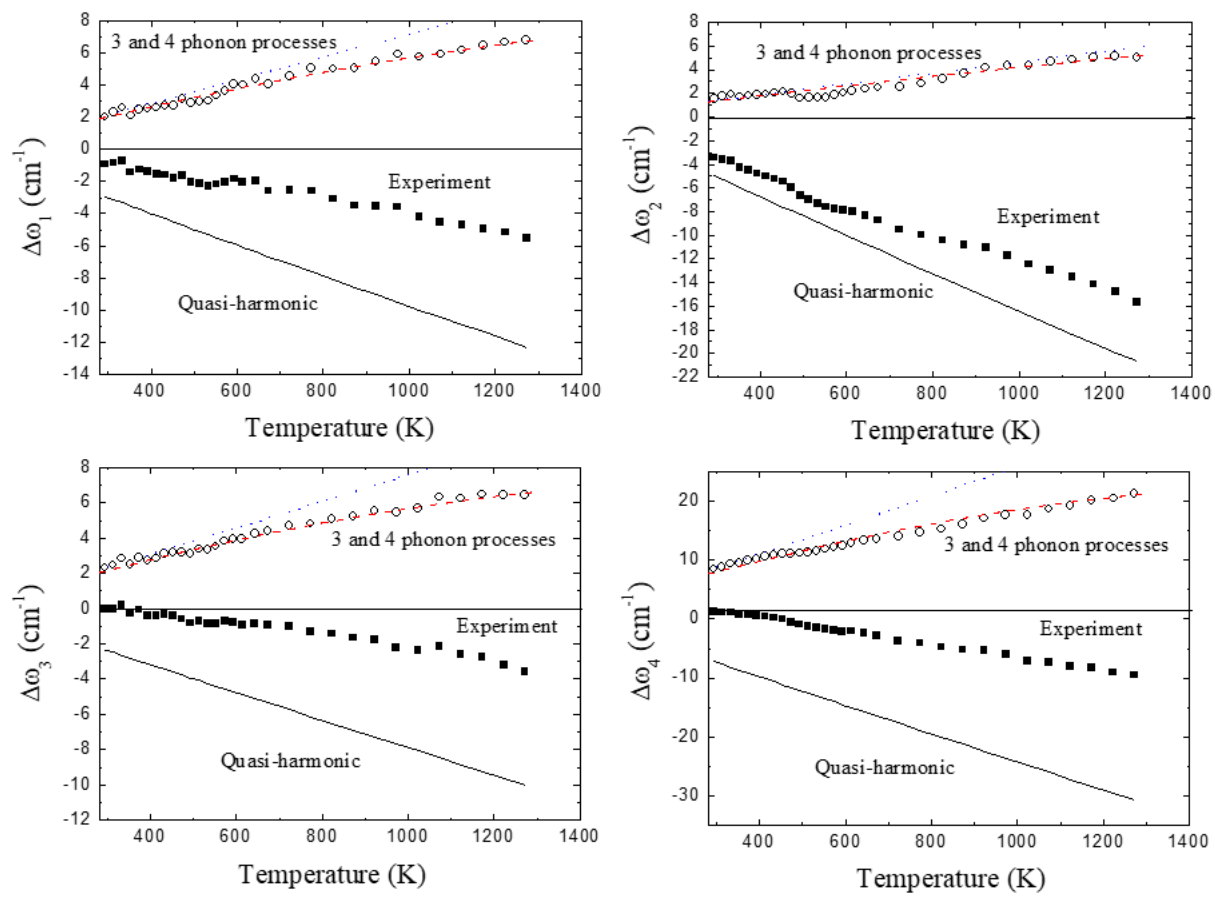 8
6
4
2
0
-2
-4
-6
-8
-10
-12
-14
3 and 4 phonon processes
Experiment
Quasi-harmonic
400 600 800 1000 1200 1400
Temperature (K)
Δω1 (cm-1)
8
6
4
2
0
-2
-4
-6
-8
-10
-12
-14
-16
-18
-20
-22
3 and 4 phonon processes
Experiment
Quasi-harmonic
400 600 800 1000 1200 1400
Temperature (K)
Δω2 (cm-1)
8
6
4
2
0
-2
-4
-6
-8
-10
-12
3 and 4 phonon processes
Experiment
Quasi-harmonic
400 600 800 1000 1200 1400
Temperature (K)
Δω3 (cm-1)
20
10
0
-10
-20
-30
3 and 4 phonon processes
Experiment
Quasi-harmonic
400 600 800 1000 1200 1400
Temperature (K)
Δω4 (cm-1)